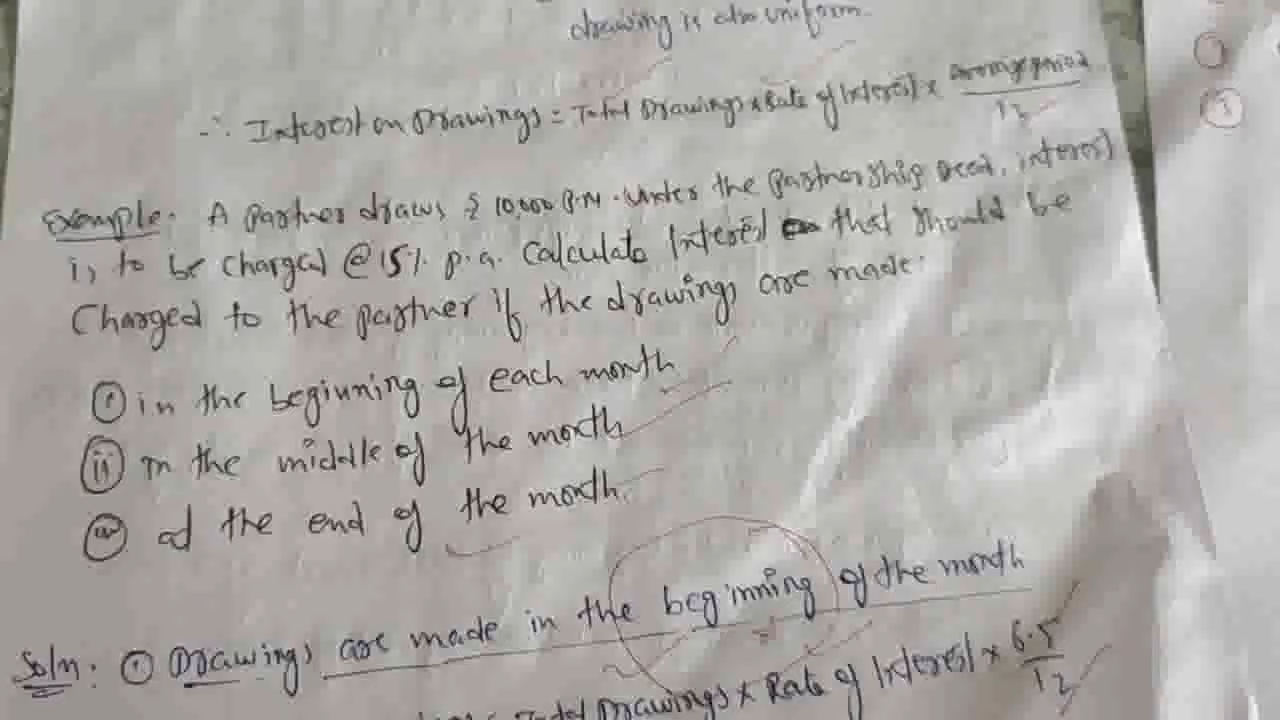 drawing is also uniform.
∴ Interest on Drawings = Total Drawings x Rate of Interest x Average period / 12
Example. A partner draws ₹ 10,000 P.M. Under the partnership Deed, interest
is to be charged @ 15% p.a. Calculate Interest that should be
Charged to the partner if the drawings are made.
(i) in the beginning of each month
(ii) in the middle of the month
(iii) at the end of the month.
Soln: (i) Drawings are made in the beginning of the month
= Total Drawings x Rate of Interest x 6.5 / 12